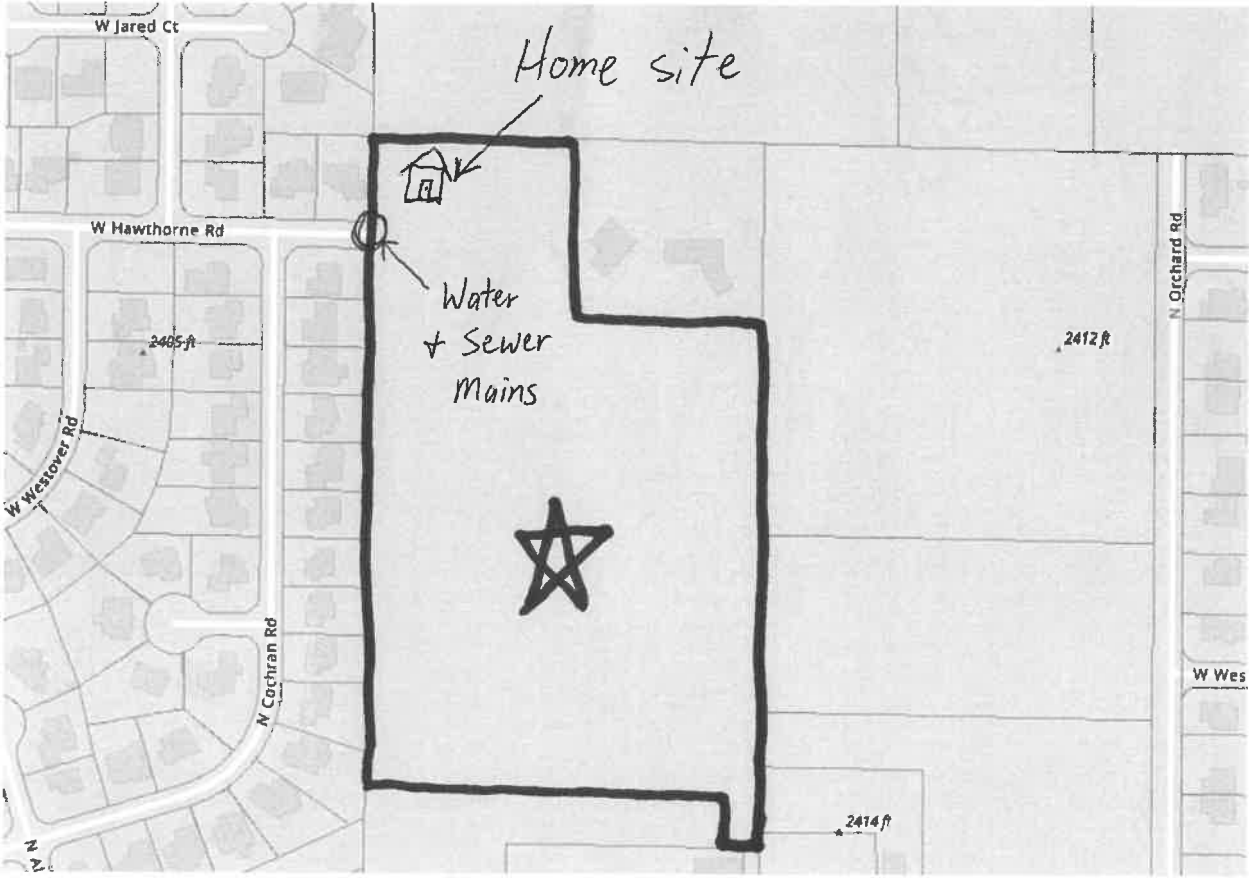 W Jared Ct
Home site
W Hawthorne Rd
N Orchard Rd
Water
+ Sewer
Mains
2405 ft
2412 ft
W Westover Rd
N Cochran Rd
W Wes
2414 ft
N